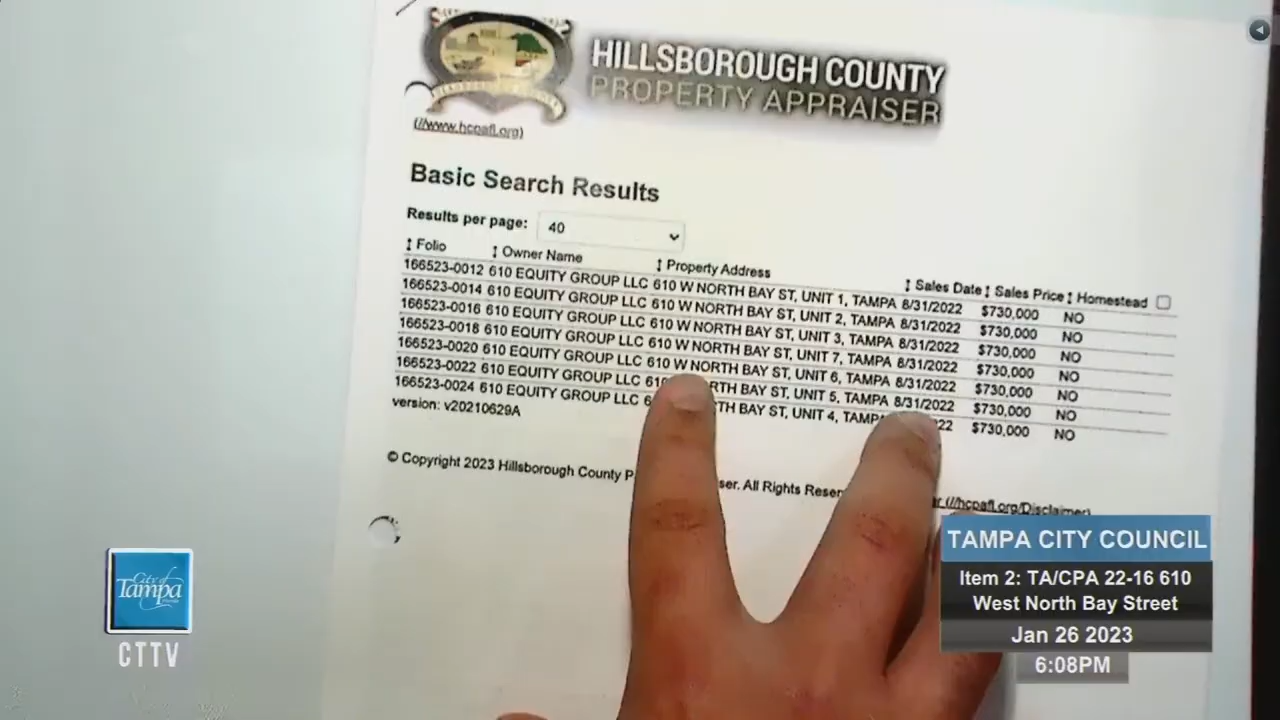 HILLSBOROUGH COUNTY
PROPERTY APPRAISER
(//www.hcpafl.org)
Basic Search Results
Results per page: 40
Folio Owner Name Property Address Sales Date Sales Price Homestead
166523-0012 610 EQUITY GROUP LLC 610 W NORTH BAY ST, UNIT 1, TAMPA 8/31/2022 $730,000 NO
166523-0014 610 EQUITY GROUP LLC 610 W NORTH BAY ST, UNIT 2, TAMPA 8/31/2022 $730,000 NO
166523-0016 610 EQUITY GROUP LLC 610 W NORTH BAY ST, UNIT 3, TAMPA 8/31/2022 $730,000 NO
166523-0018 610 EQUITY GROUP LLC 610 W NORTH BAY ST, UNIT 7, TAMPA 8/31/2022 $730,000 NO
166523-0020 610 EQUITY GROUP LLC 610 W NORTH BAY ST, UNIT 6, TAMPA 8/31/2022 $730,000 NO
166523-0022 610 EQUITY GROUP LLC 610 RTH BAY ST, UNIT 5, TAMPA 8/31/2022 $730,000 NO
166523-0024 610 EQUITY GROUP LLC 6 TH BAY ST, UNIT 4, TAMP 22 $730,000 NO
version: v20210629A
© Copyright 2023 Hillsborough County P ser. All Rights Reser (//hcpafl.org/Disclaimer)
TAMPA CITY COUNCIL
Item 2: TA/CPA 22-16 610
West North Bay Street
Jan 26 2023
6:08PM
City of
Tampa
CTTV